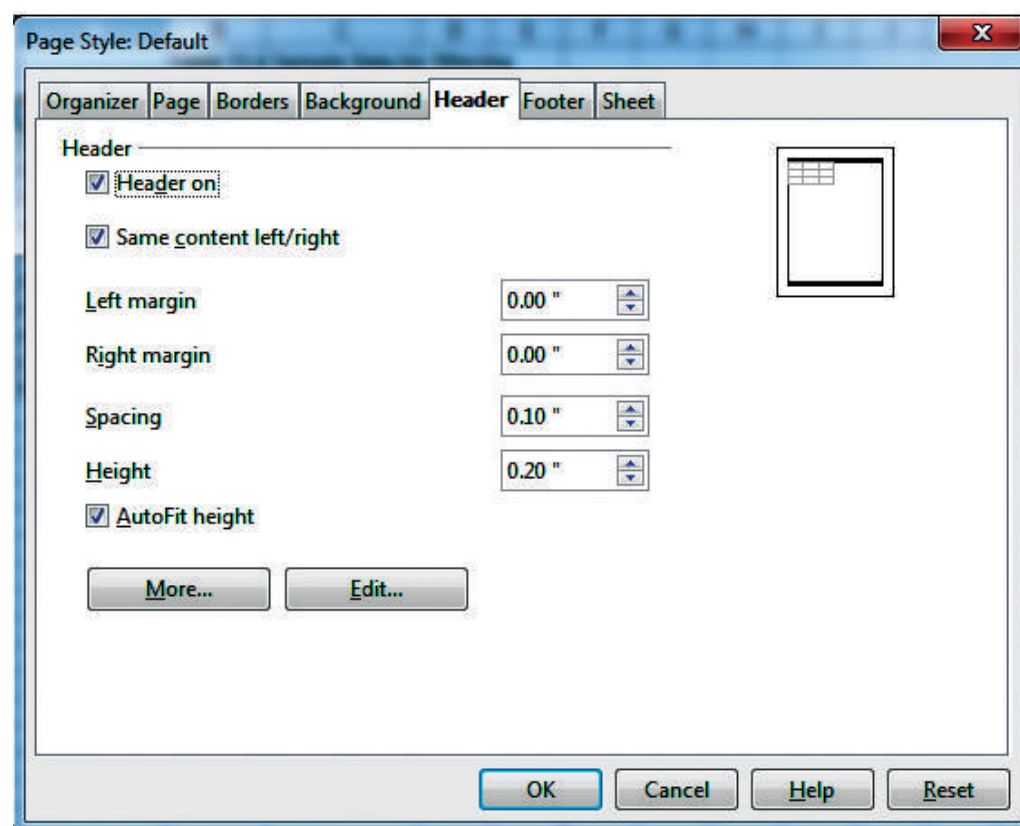 Page Style: Default
Organizer Page Borders Background Header Footer Sheet
Header
Header on
Same content left/right
Left margin 0.00 "
Right margin 0.00 "
Spacing 0.10 "
Height 0.20 "
AutoFit height
More... Edit...
OK Cancel Help Reset